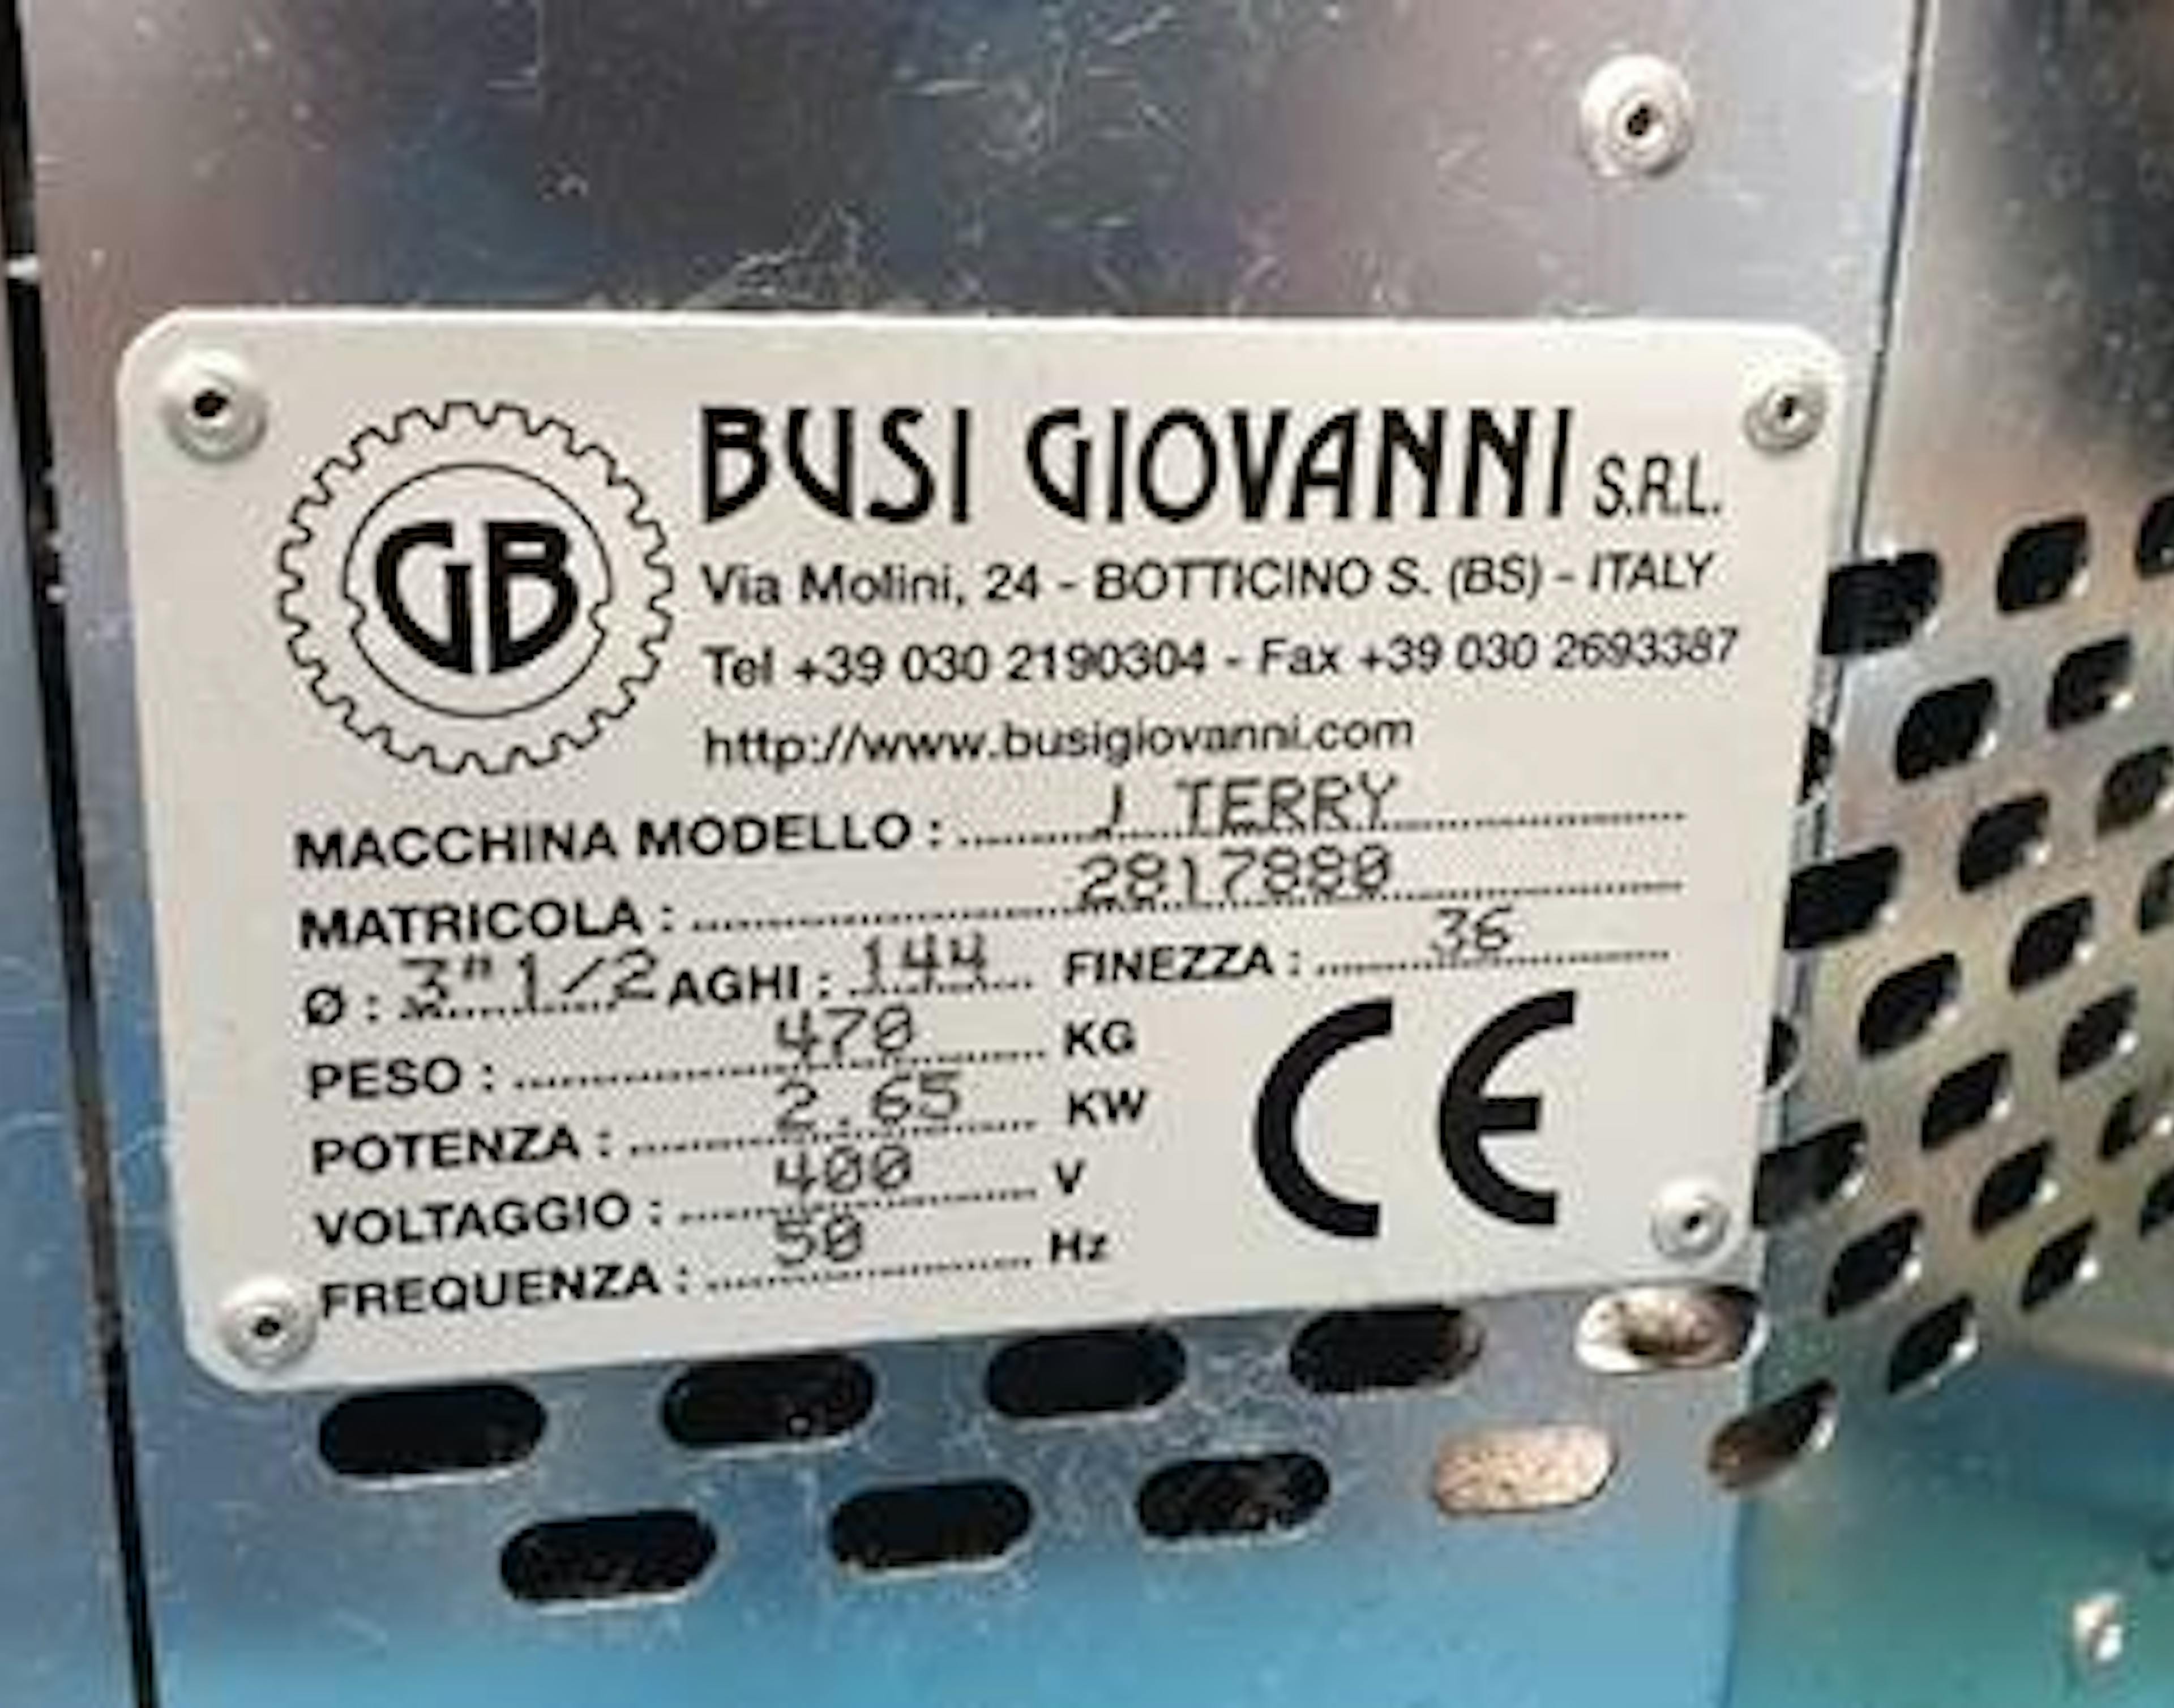 GB
BUSI GIOVANNI S.R.L.
Via Molini, 24 - BOTTICINO S. (BS) - ITALY
Tel +39 030 2190304 - Fax +39 030 2693387
http://www.busigiovanni.com
MACCHINA MODELLO : J TERRY
MATRICOLA : 2817880
Ø : 3"1/2 AGHI : 144 FINEZZA : 36
PESO : 470 KG
POTENZA : 2.65 KW
VOLTAGGIO : 400 V
FREQUENZA : 50 Hz
CE